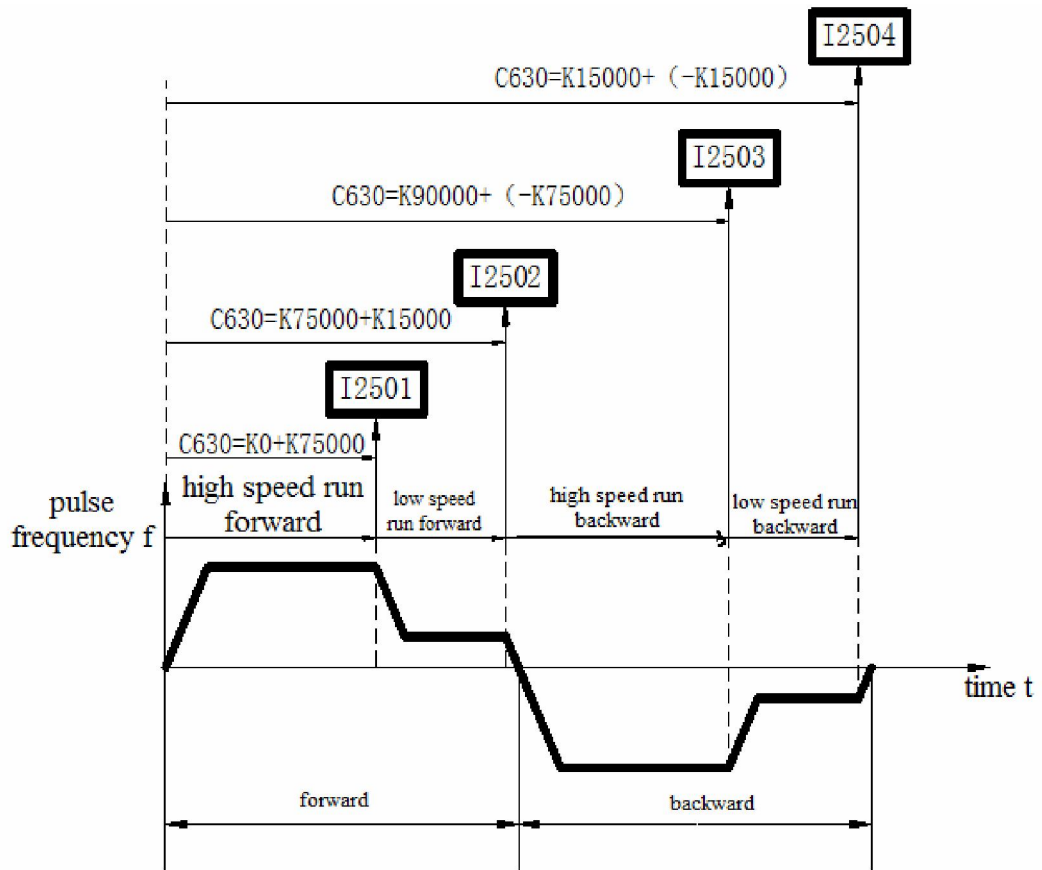 I2504
C630=K15000+ (-K15000)
I2503
C630=K90000+ (-K75000)
I2502
C630=K75000+K15000
I2501
C630=K0+K75000
pulse
frequency f
high speed run
forward
low speed
run forward
high speed run
backward
low speed run
backward
time t
forward
backward